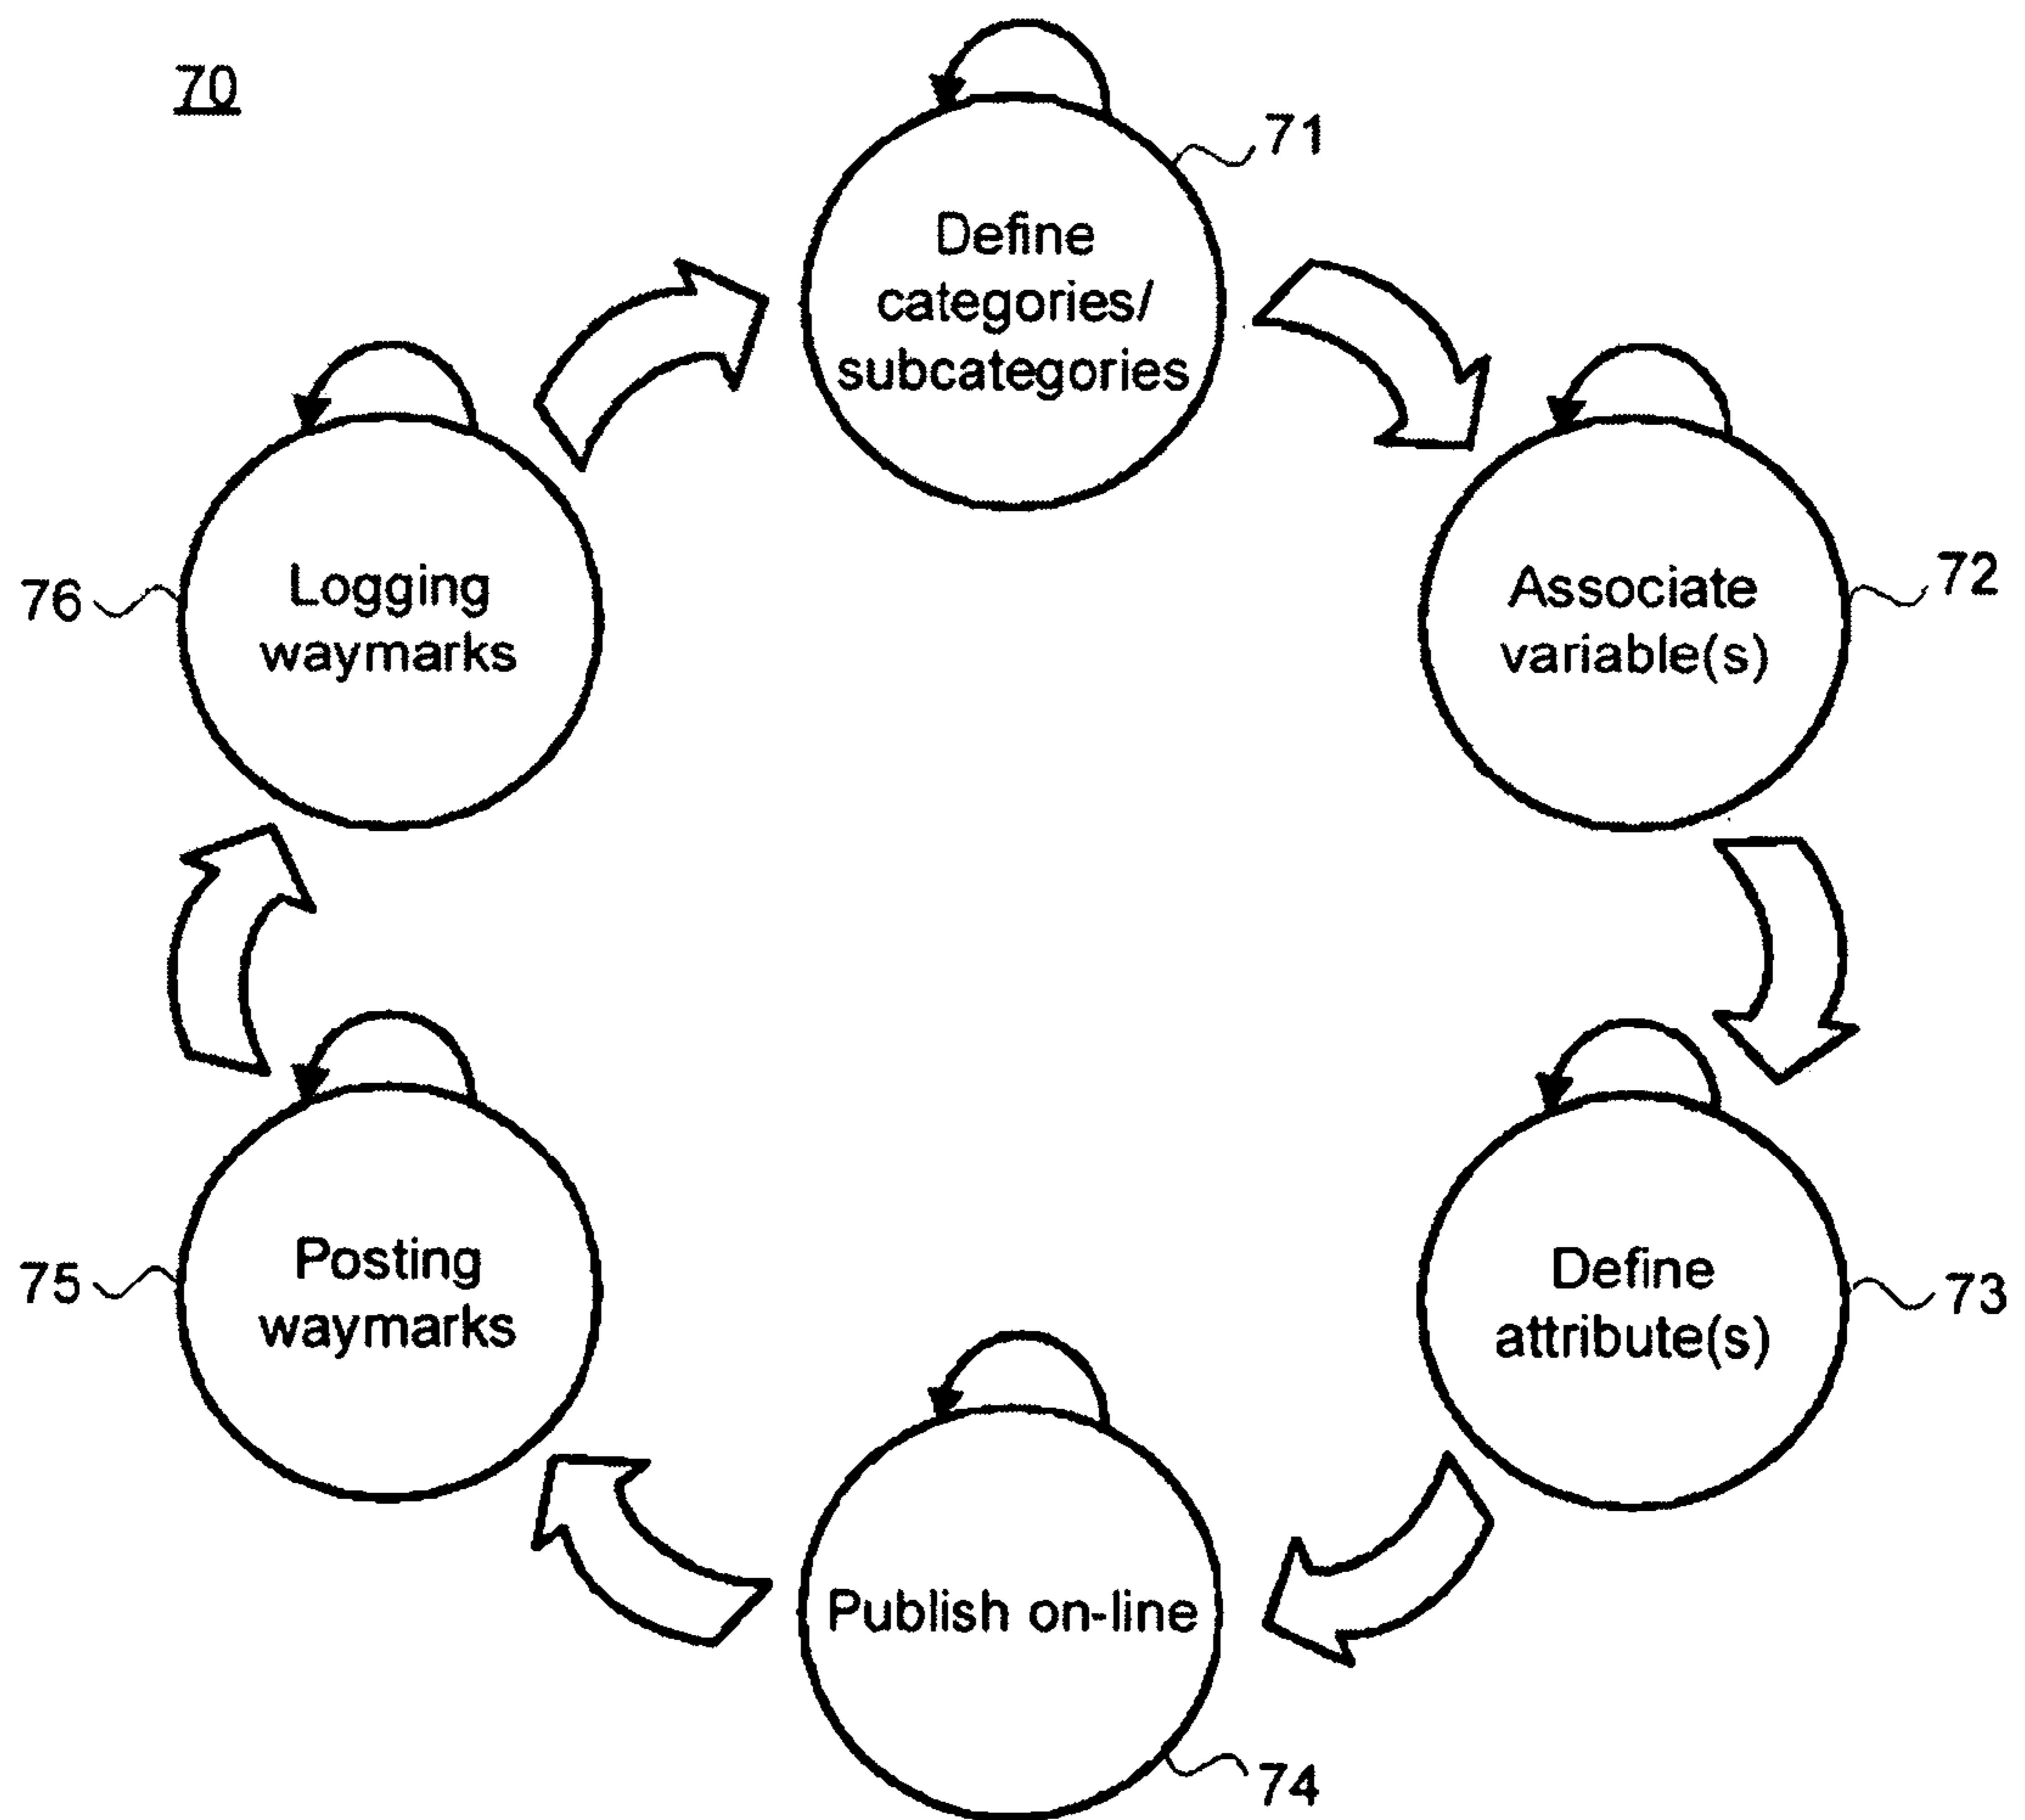 70
71
Define
categories/
subcategories
72
Associate
variable(s)
73
Define
attribute(s)
74
Publish on-line
75
Posting
waymarks
76
Logging
waymarks